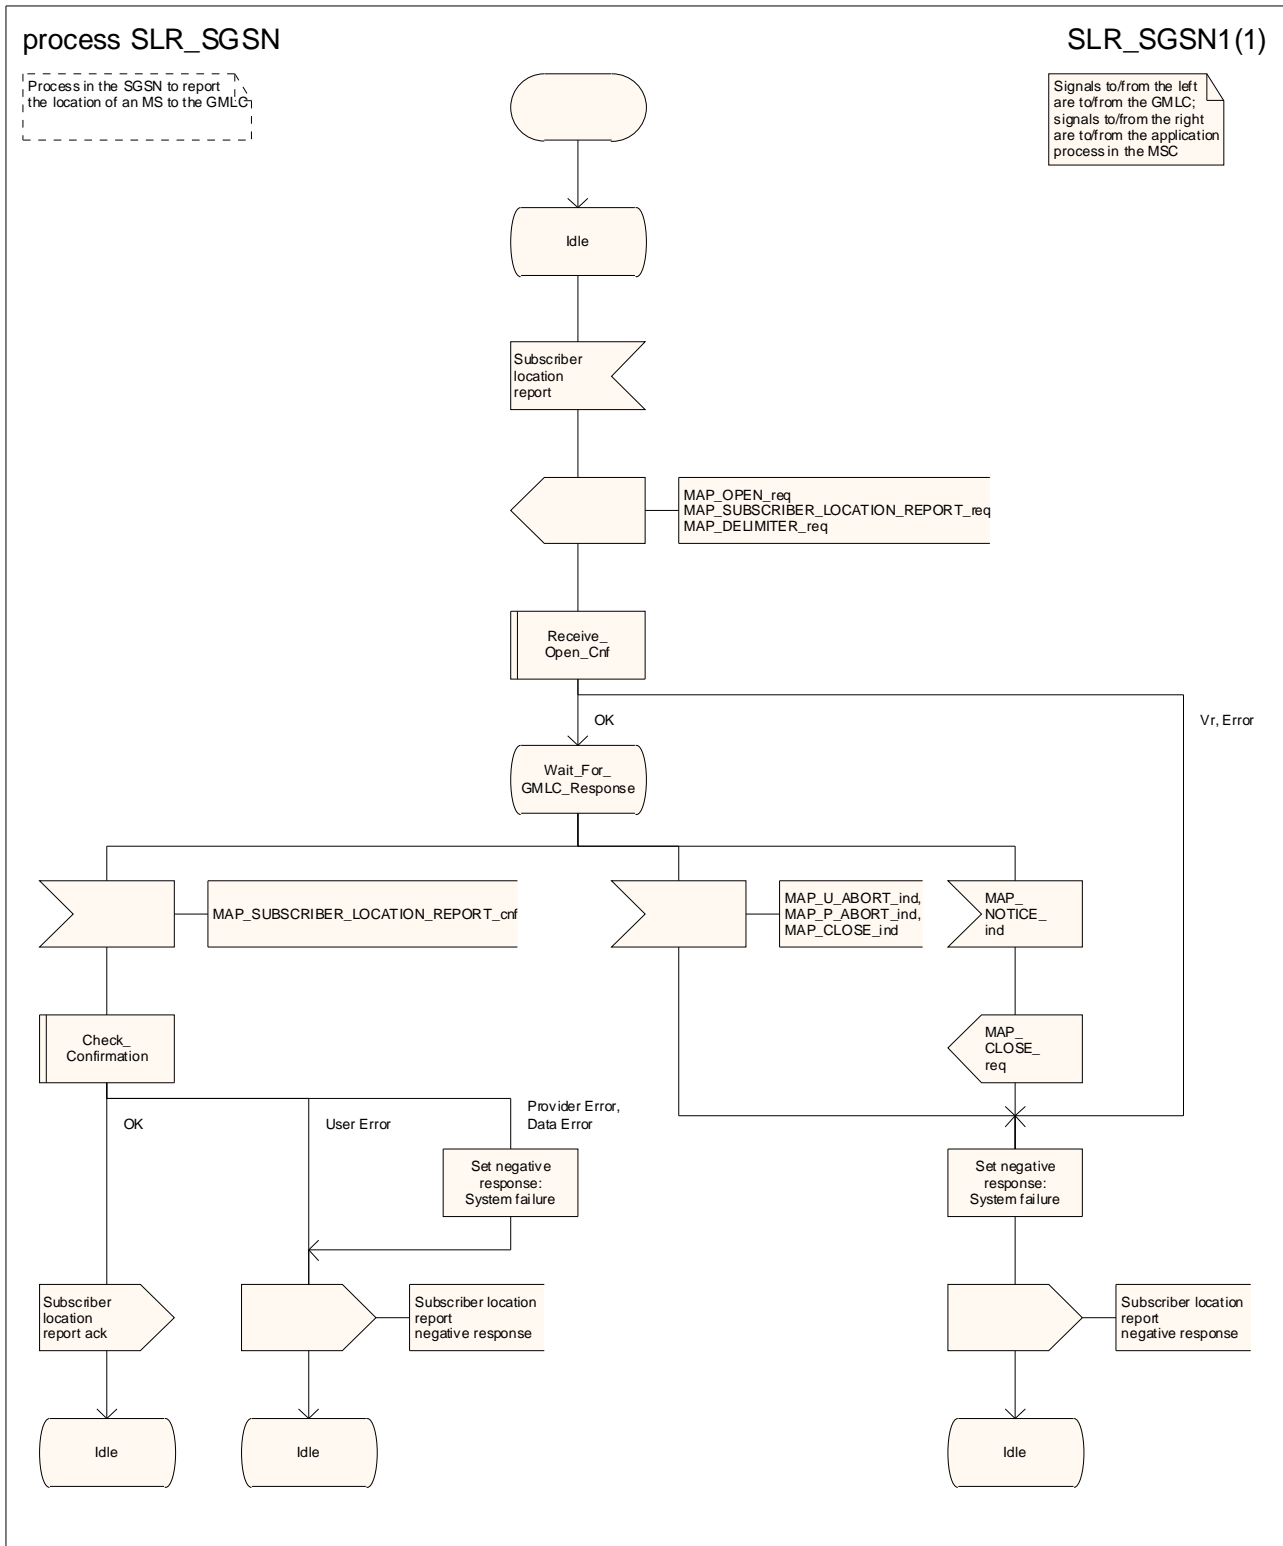 process SLR_SGSN
SLR_SGSN1(1)
Process in the SGSN to report
the location of an MS to the GMLC
Signals to/from the left
are to/from the GMLC;
signals to/from the right
are to/from the application
process in the MSC
Idle
Subscriber
location
report
MAP_OPEN_req
MAP_SUBSCRIBER_LOCATION_REPORT_req
MAP_DELIMITER_req
Receive_
Open_Cnf
OK
Vr, Error
Wait_For_
GMLC_Response
MAP_SUBSCRIBER_LOCATION_REPORT_cnf
MAP_U_ABORT_ind,
MAP_P_ABORT_ind,
MAP_CLOSE_ind
MAP_
NOTICE_
ind
Check_
Confirmation
MAP_
CLOSE_
req
OK
User Error
Provider Error,
Data Error
Set negative
response:
System failure
Set negative
response:
System failure
Subscriber
location
report ack
Subscriber location
report
negative response
Subscriber location
report
negative response
Idle
Idle
Idle